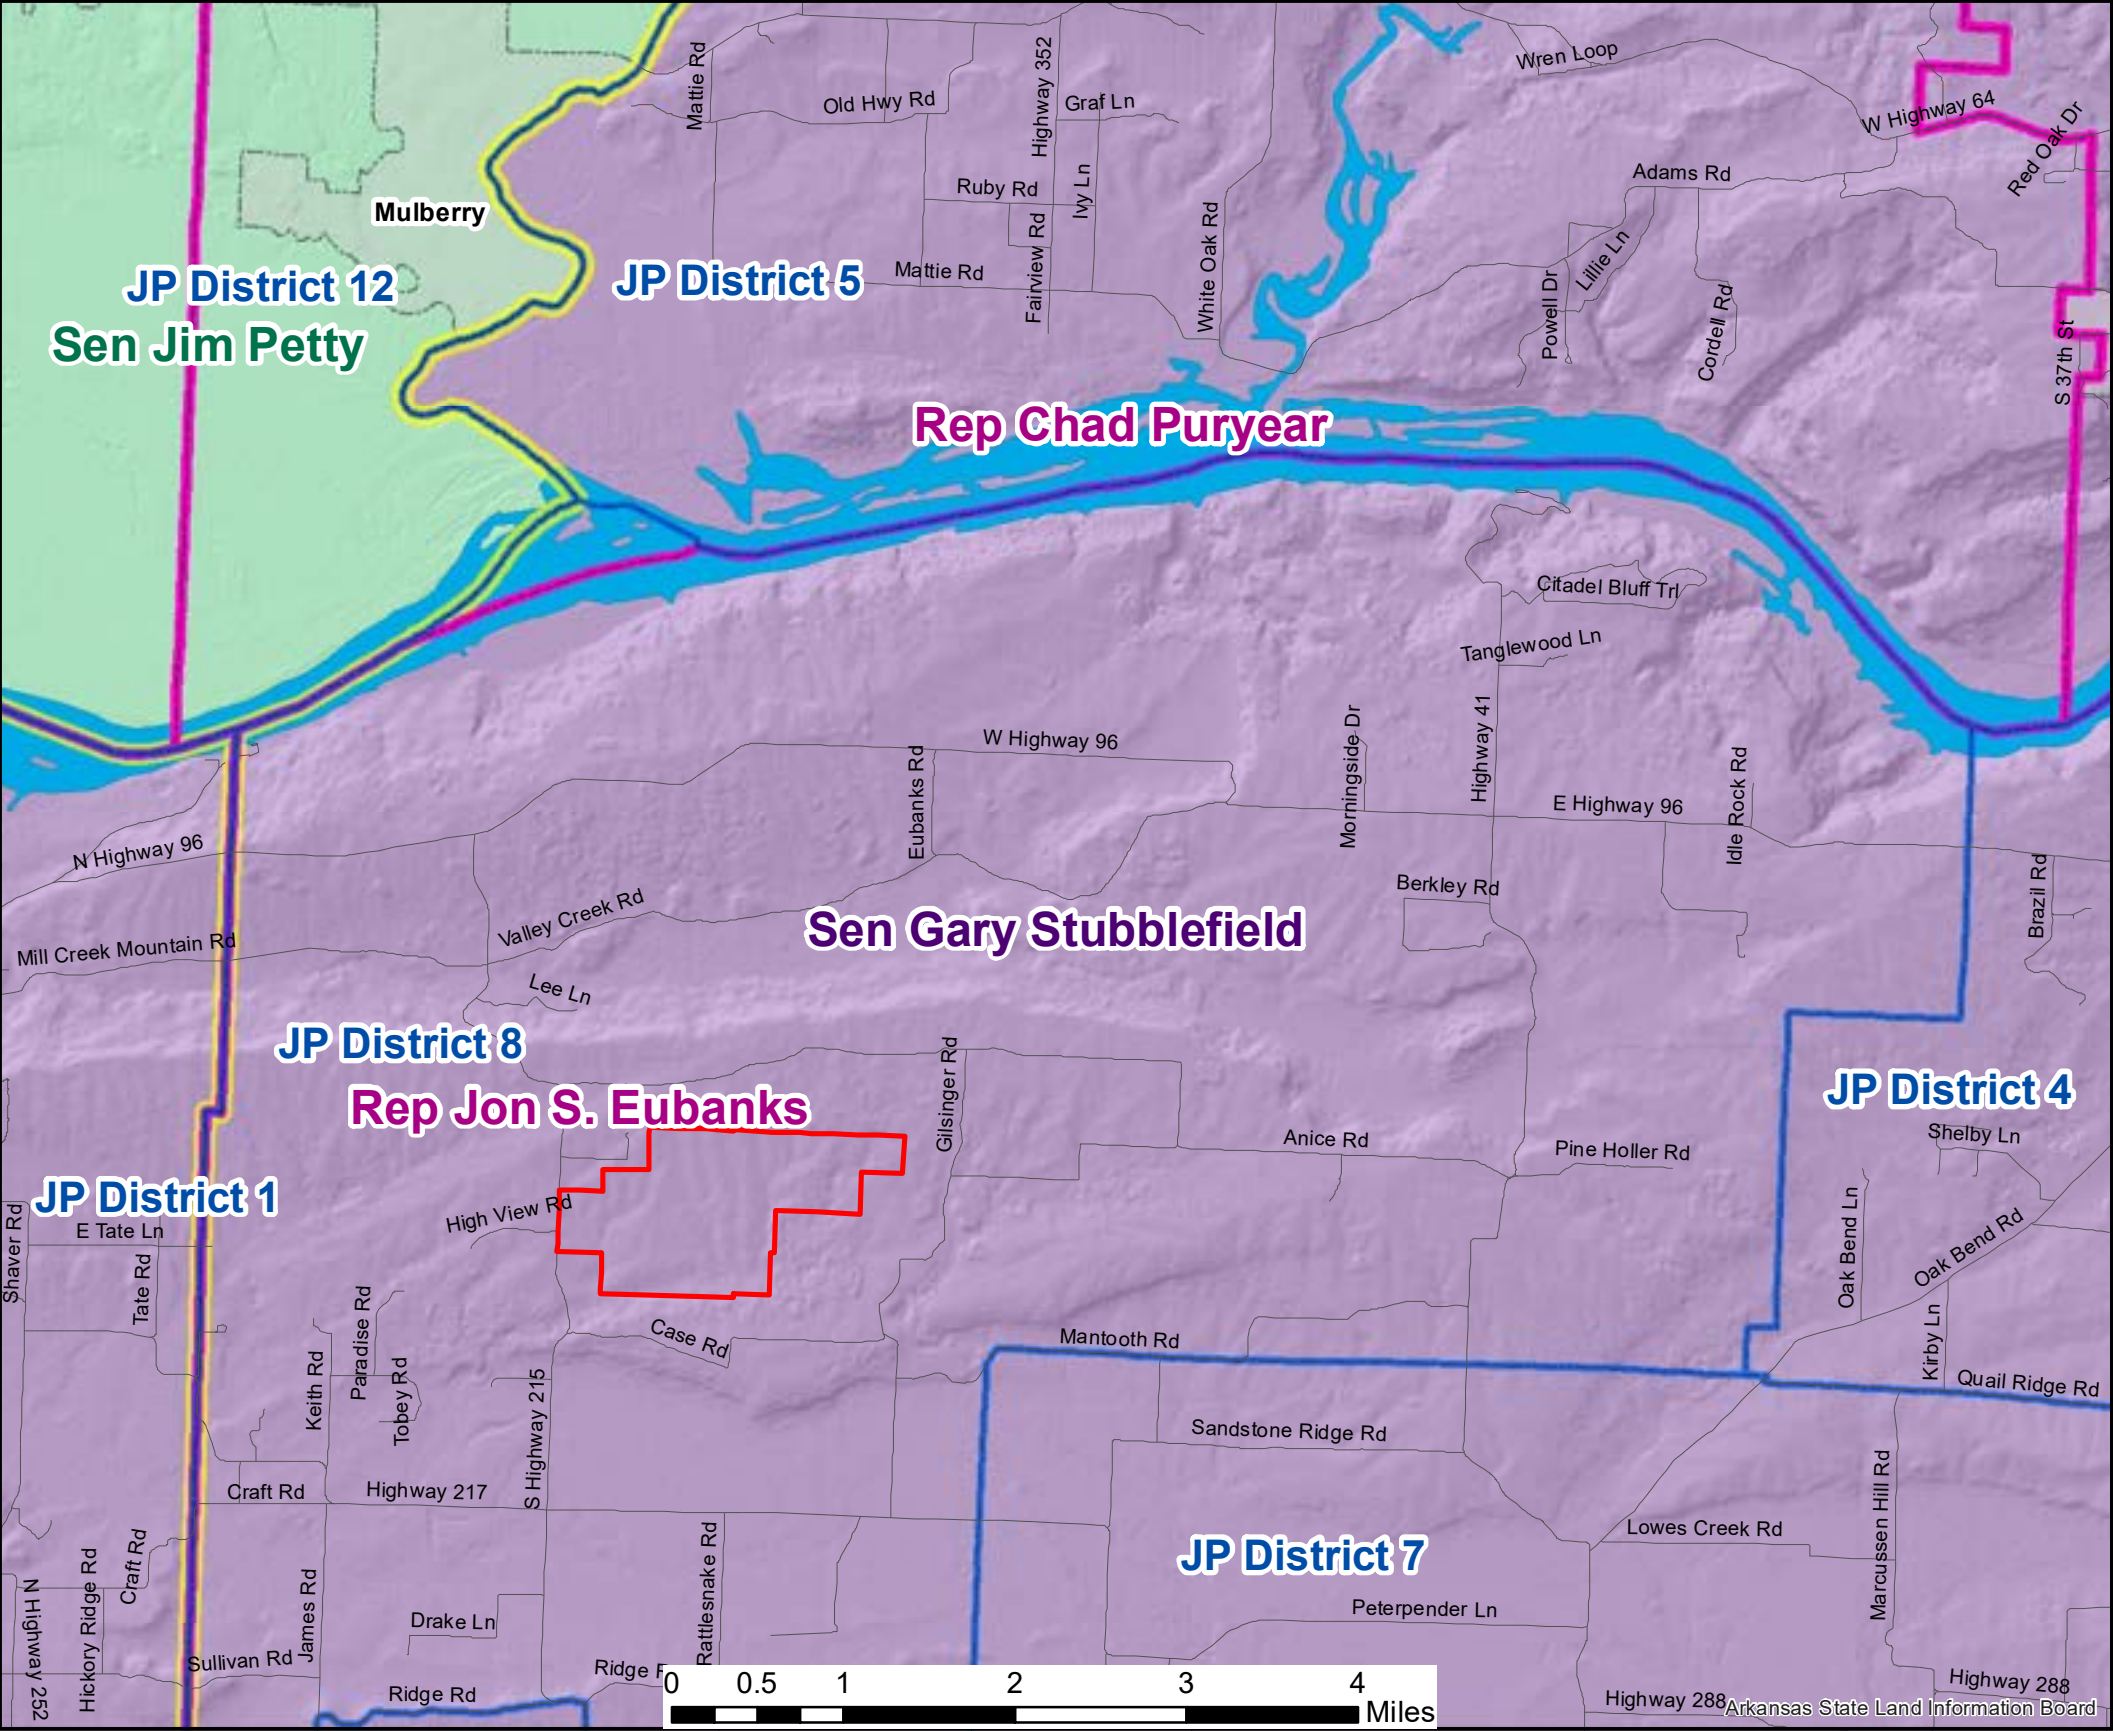 Wren Loop
Mattie Rd
Old Hwy Rd
Highway 352
Graf Ln
W Highway 64
Red Oak Dr
Adams Rd
Ruby Rd
Ivy Ln
Mulberry
Fairview Rd
White Oak Rd
Lillie Ln
Powell Dr
Cordell Rd
JP District 12
JP District 5
Mattie Rd
Sen Jim Petty
S 37th St
Rep Chad Puryear
Citadel Bluff Trl
Tanglewood Ln
Highway 41
W Highway 96
Eubanks Rd
Morningside Dr
E Highway 96
Idle Rock Rd
N Highway 96
Brazil Rd
Berkley Rd
Valley Creek Rd
Sen Gary Stubblefield
Mill Creek Mountain Rd
Lee Ln
JP District 8
Gilsinger Rd
JP District 4
Rep Jon S. Eubanks
Shelby Ln
Anice Rd
Pine Holler Rd
JP District 1
High View Rd
Shaver Rd
E Tate Ln
Tate Rd
Oak Bend Ln
Oak Bend Rd
Paradise Rd
Case Rd
Mantooth Rd
Kirby Ln
Keith Rd
Tobey Rd
Quail Ridge Rd
S Highway 215
Sandstone Ridge Rd
Craft Rd
Highway 217
Marcussen Hill Rd
Lowes Creek Rd
Craft Rd
JP District 7
Rattlesnake Rd
N Highway 252
Hickory Ridge Rd
James Rd
Drake Ln
Peterpender Ln
Sullivan Rd
Ridge
Ridge Rd
Highway 288
Highway 288
0 0.5 1 2 3 4
Miles
Arkansas State Land Information Board